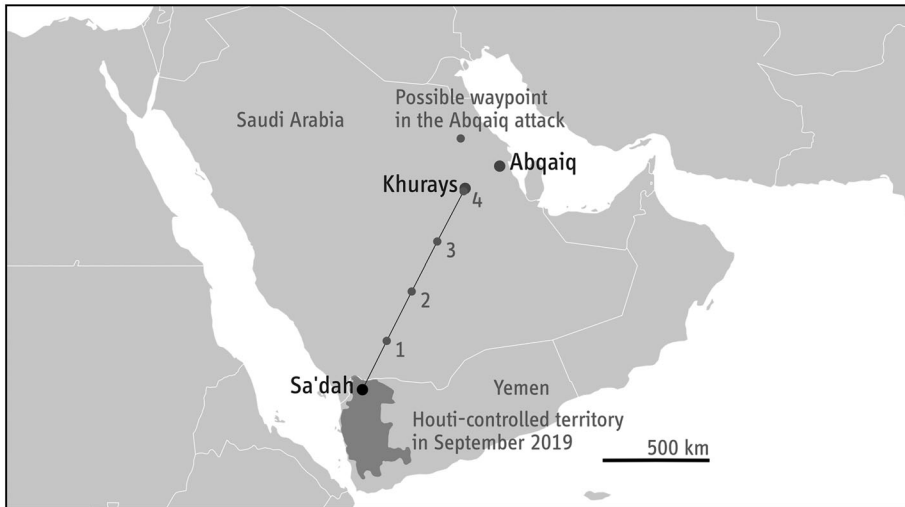 Possible waypoint
in the Abqaiq attack
Saudi Arabia
Abqaiq
Khurays
4
3
2
1
Sa'dah
Yemen
Houti-controlled territory
in September 2019
500 km